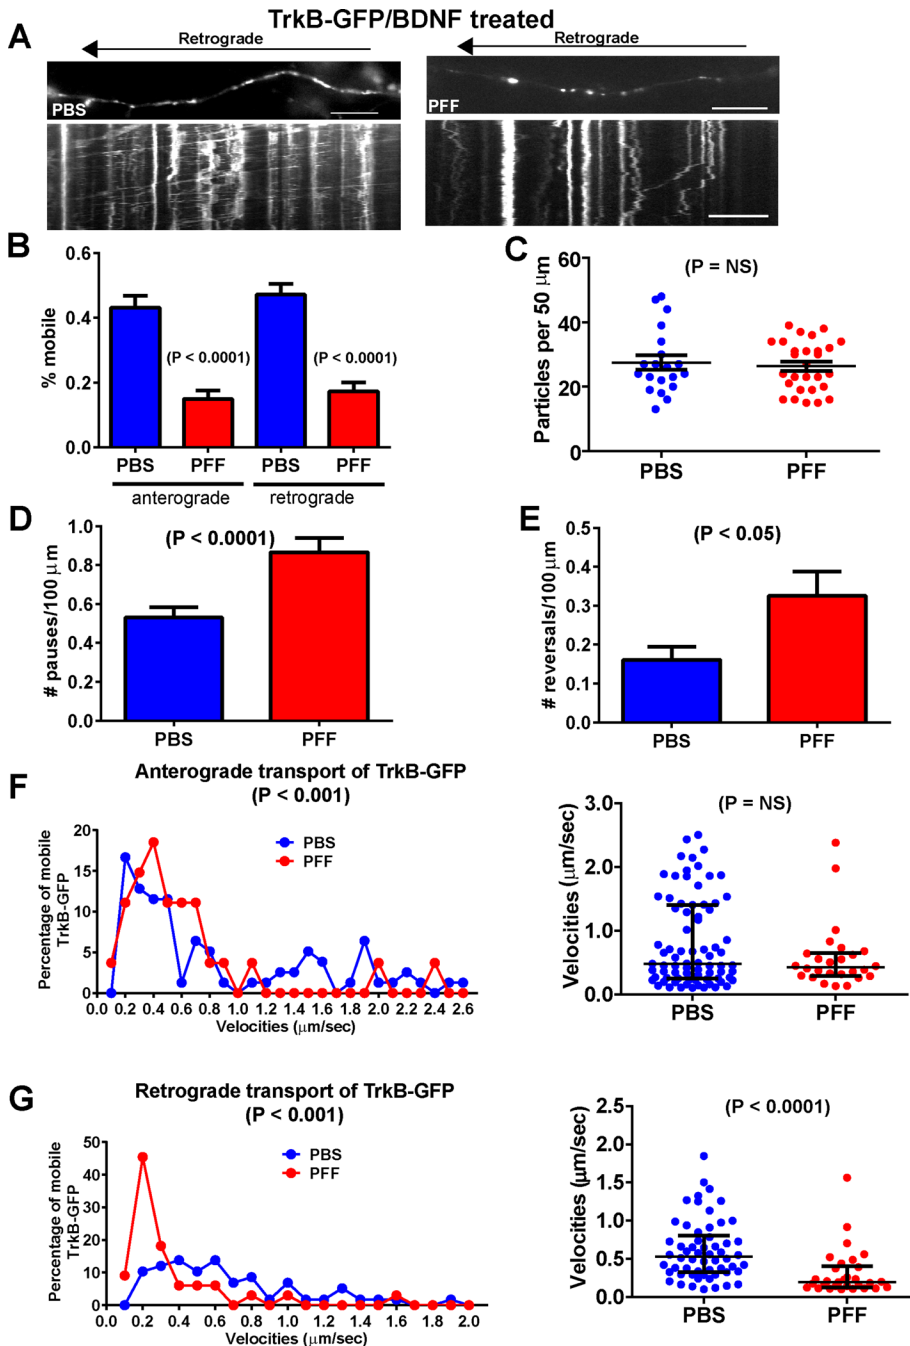 TrkB-GFP/BDNF treated
A
Retrograde
Retrograde
PBS
PFF
B
% mobile
0.6
0.4
0.2
0.0
(P < 0.0001)
(P < 0.0001)
PBS
PFF
PBS
PFF
anterograde
retrograde
C
Particles per 50 μm
(P = NS)
60
40
20
0
PBS
PFF
D
# pauses/100 μm
(P < 0.0001)
1.0
0.8
0.6
0.4
0.2
0.0
PBS
PFF
E
# reversals/100 μm
(P < 0.05)
0.5
0.4
0.3
0.2
0.1
0.0
PBS
PFF
F
Anterograde transport of TrkB-GFP
(P < 0.001)
Percentage of mobile
TrkB-GFP
20
15
10
5
0
PBS
PFF
0.0 0.2 0.4 0.6 0.8 1.0 1.2 1.4 1.6 1.8 2.0 2.2 2.4 2.6
Velocities (μm/sec)
(P = NS)
Velocities (μm/sec)
3.0
2.0
1.0
0.0
PBS
PFF
G
Retrograde transport of TrkB-GFP
(P < 0.001)
Percentage of mobile
TrkB-GFP
50
40
30
20
10
0
PBS
PFF
0.0 0.2 0.4 0.6 0.8 1.0 1.2 1.4 1.6 1.8 2.0
Velocities (μm/sec)
(P < 0.0001)
Velocities (μm/sec)
2.5
2.0
1.5
1.0
0.5
0.0
PBS
PFF